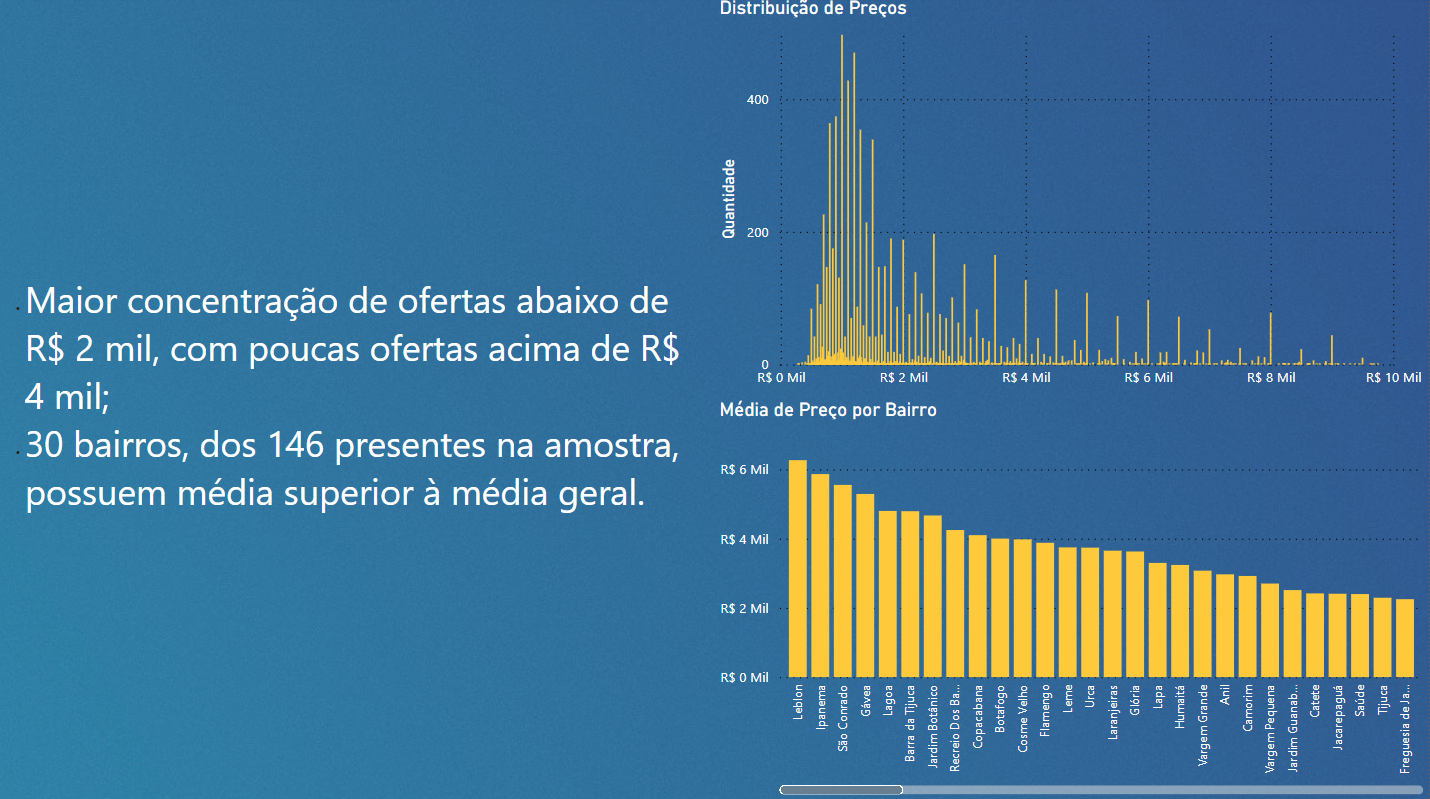 Maior concentração de ofertas abaixo de
R$ 2 mil, com poucas ofertas acima de R$
4 mil;
30 bairros, dos 146 presentes na amostra,
possuem média superior à média geral.
Distribuição de Preços
Quantidade
400
200
0
R$ 0 Mil
R$ 2 Mil
R$ 4 Mil
R$ 6 Mil
R$ 8 Mil
R$ 10 Mil
Média de Preço por Bairro
R$ 6 Mil
R$ 4 Mil
R$ 2 Mil
R$ 0 Mil
Leblon
Ipanema
São Conrado
Gávea
Lagoa
Barra da Tijuca
Jardim Botânico
Recreio Dos Ba...
Copacabana
Botafogo
Cosme Velho
Flamengo
Leme
Urca
Laranjeiras
Glória
Lapa
Humaitá
Vargem Grande
Anil
Camorim
Vargem Pequena
Jardim Guanab...
Catete
Jacarepaguá
Saúde
Tijuca
Freguesia de Ja...